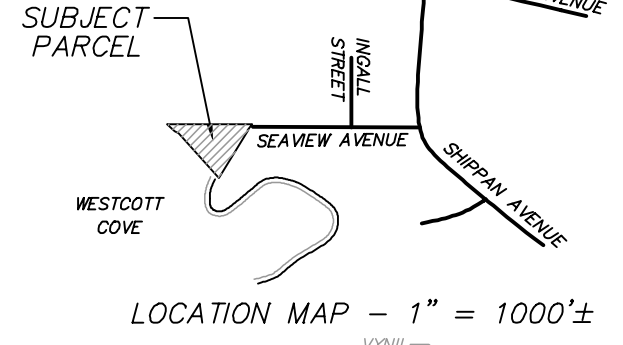 SUBJECT
PARCEL
INGALL
STREET
SEAVIEW AVENUE
SHIPPAN AVENUE
WESTCOTT
COVE
LOCATION MAP - 1" = 1000'±